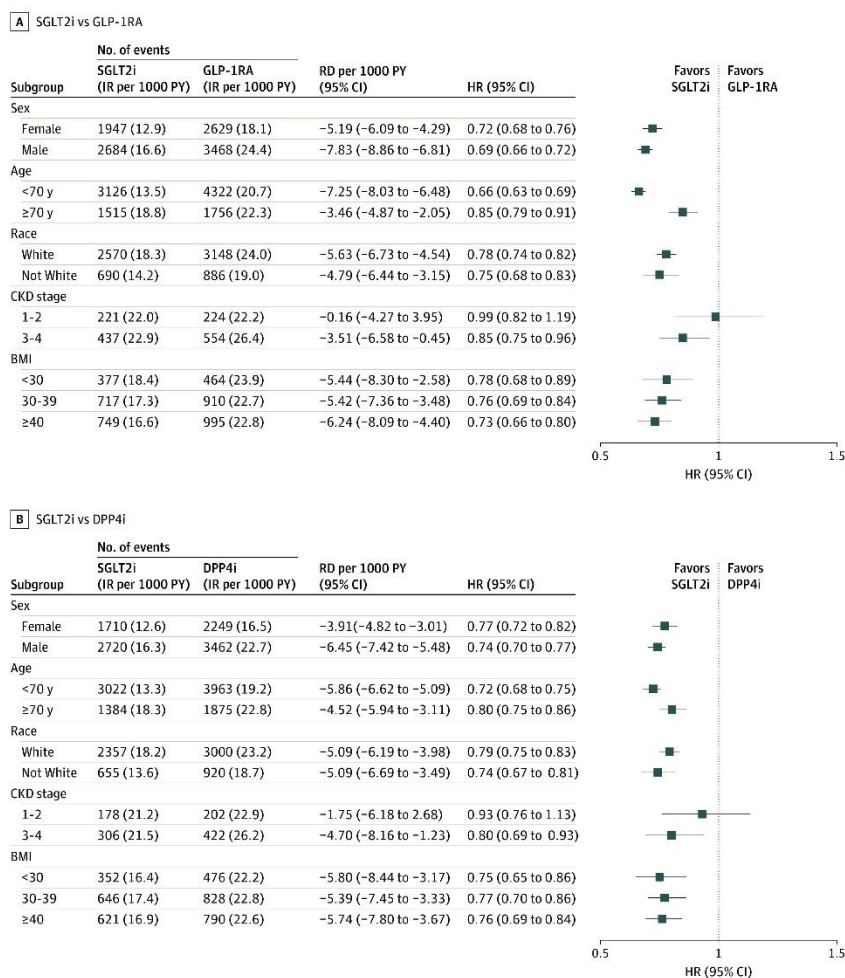 A SGLT2i vs GLP-1RA
No. of events
SGLT2i GLP-1RA RD per 1000 PY Favors Favors
Subgroup (IR per 1000 PY) (IR per 1000 PY) (95% CI) HR (95% CI) SGLT2i GLP-1RA
Sex
Female 1947 (12.9) 2629 (18.1) −5.19 (−6.09 to −4.29) 0.72 (0.68 to 0.76)
Male 2684 (16.6) 3468 (24.4) −7.83 (−8.86 to −6.81) 0.69 (0.66 to 0.72)
Age
<70 y 3126 (13.5) 4322 (20.7) −7.25 (−8.03 to −6.48) 0.66 (0.63 to 0.69)
≥70 y 1515 (18.8) 1756 (22.3) −3.46 (−4.87 to −2.05) 0.85 (0.79 to 0.91)
Race
White 2570 (18.3) 3148 (24.0) −5.63 (−6.73 to −4.54) 0.78 (0.74 to 0.82)
Not White 690 (14.2) 886 (19.0) −4.79 (−6.44 to −3.15) 0.75 (0.68 to 0.83)
CKD stage
1-2 221 (22.0) 224 (22.2) −0.16 (−4.27 to 3.95) 0.99 (0.82 to 1.19)
3-4 437 (22.9) 554 (26.4) −3.51 (−6.58 to −0.45) 0.85 (0.75 to 0.96)
BMI
<30 377 (18.4) 464 (23.9) −5.44 (−8.30 to −2.58) 0.78 (0.68 to 0.89)
30-39 717 (17.3) 910 (22.7) −5.42 (−7.36 to −3.48) 0.76 (0.69 to 0.84)
≥40 749 (16.6) 995 (22.8) −6.24 (−8.09 to −4.40) 0.73 (0.66 to 0.80)
0.5 1 1.5
HR (95% CI)
B SGLT2i vs DPP4i
No. of events
SGLT2i DPP4i RD per 1000 PY Favors Favors
Subgroup (IR per 1000 PY) (IR per 1000 PY) (95% CI) HR (95% CI) SGLT2i DPP4i
Sex
Female 1710 (12.6) 2249 (16.5) −3.91(−4.82 to −3.01) 0.77 (0.72 to 0.82)
Male 2720 (16.3) 3462 (22.7) −6.45 (−7.42 to −5.48) 0.74 (0.70 to 0.77)
Age
<70 y 3022 (13.3) 3963 (19.2) −5.86 (−6.62 to −5.09) 0.72 (0.68 to 0.75)
≥70 y 1384 (18.3) 1875 (22.8) −4.52 (−5.94 to −3.11) 0.80 (0.75 to 0.86)
Race
White 2357 (18.2) 3000 (23.2) −5.09 (−6.19 to −3.98) 0.79 (0.75 to 0.83)
Not White 655 (13.6) 920 (18.7) −5.09 (−6.69 to −3.49) 0.74 (0.67 to 0.81)
CKD stage
1-2 178 (21.2) 202 (22.9) −1.75 (−6.18 to 2.68) 0.93 (0.76 to 1.13)
3-4 306 (21.5) 422 (26.2) −4.70 (−8.16 to −1.23) 0.80 (0.69 to 0.93)
BMI
<30 352 (16.4) 476 (22.2) −5.80 (−8.44 to −3.17) 0.75 (0.65 to 0.86)
30-39 646 (17.4) 828 (22.8) −5.39 (−7.45 to −3.33) 0.77 (0.70 to 0.86)
≥40 621 (16.9) 790 (22.6) −5.74 (−7.80 to −3.67) 0.76 (0.69 to 0.84)
0.5 1 1.5
HR (95% CI)